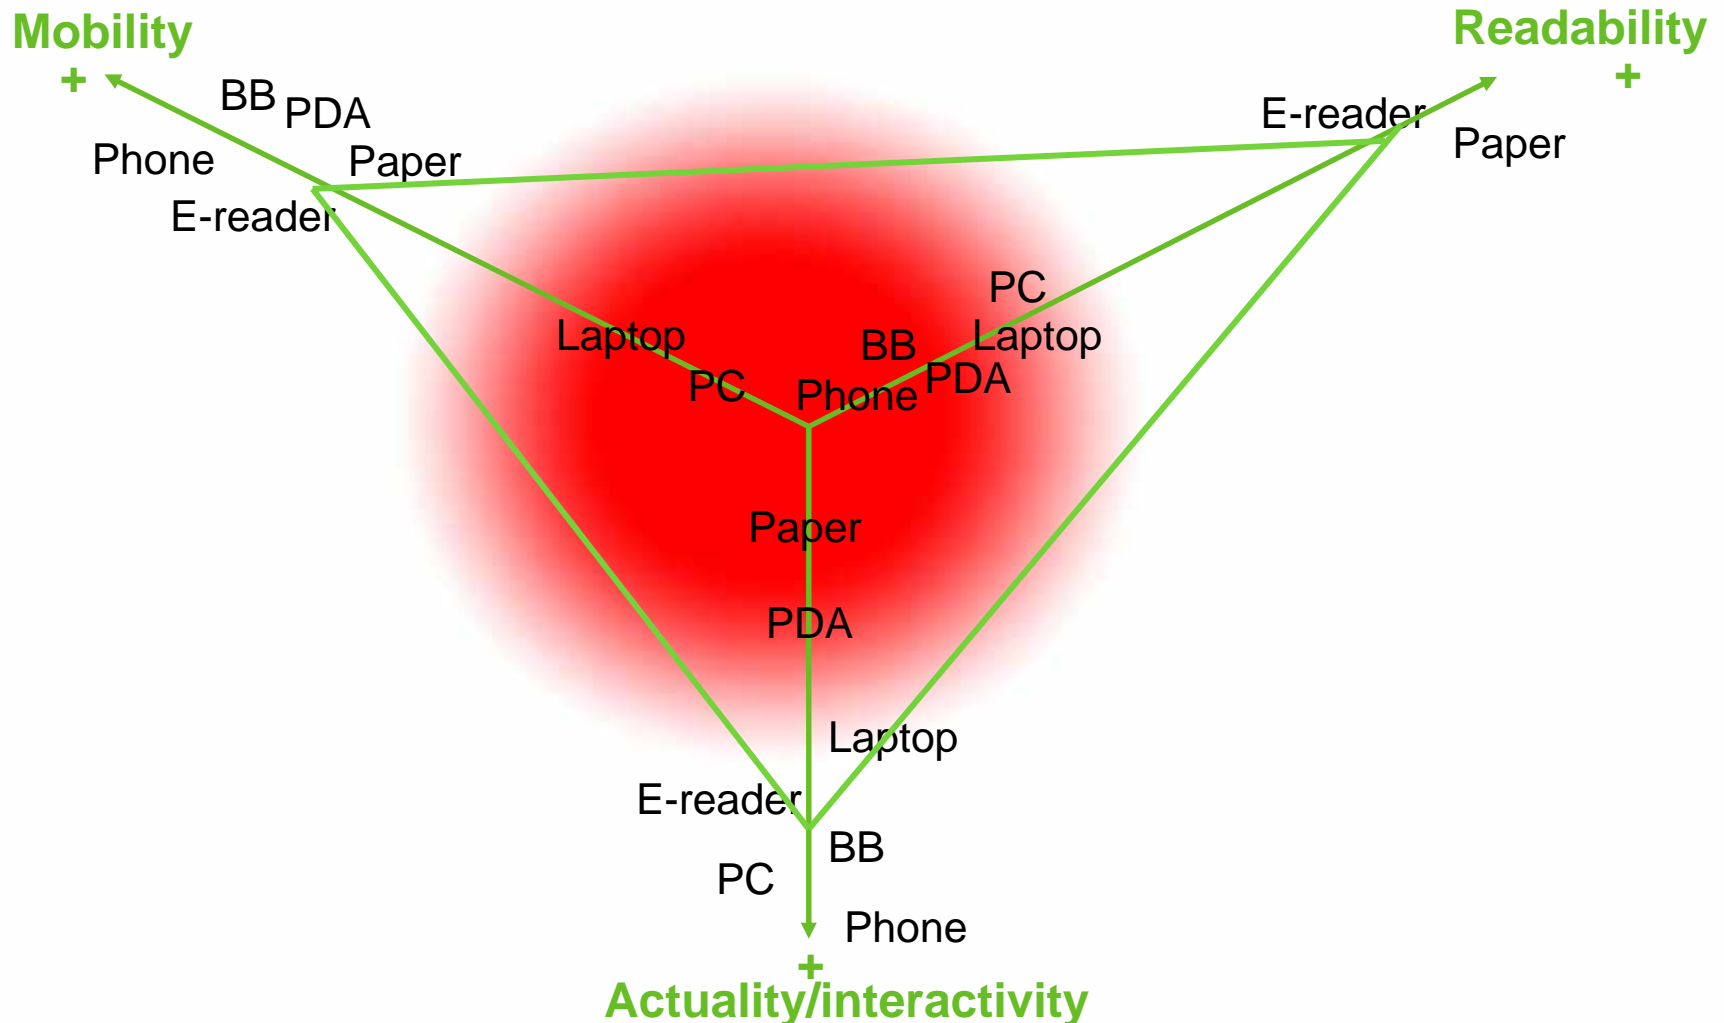 Mobility
Readability
+
+
BB
PDA
E-reader
Phone
Paper
Paper
E-reader
PC
Laptop
BB
Laptop
PC
Phone
PDA
Paper
PDA
Laptop
E-reader
BB
PC
Phone
+
Actuality/interactivity